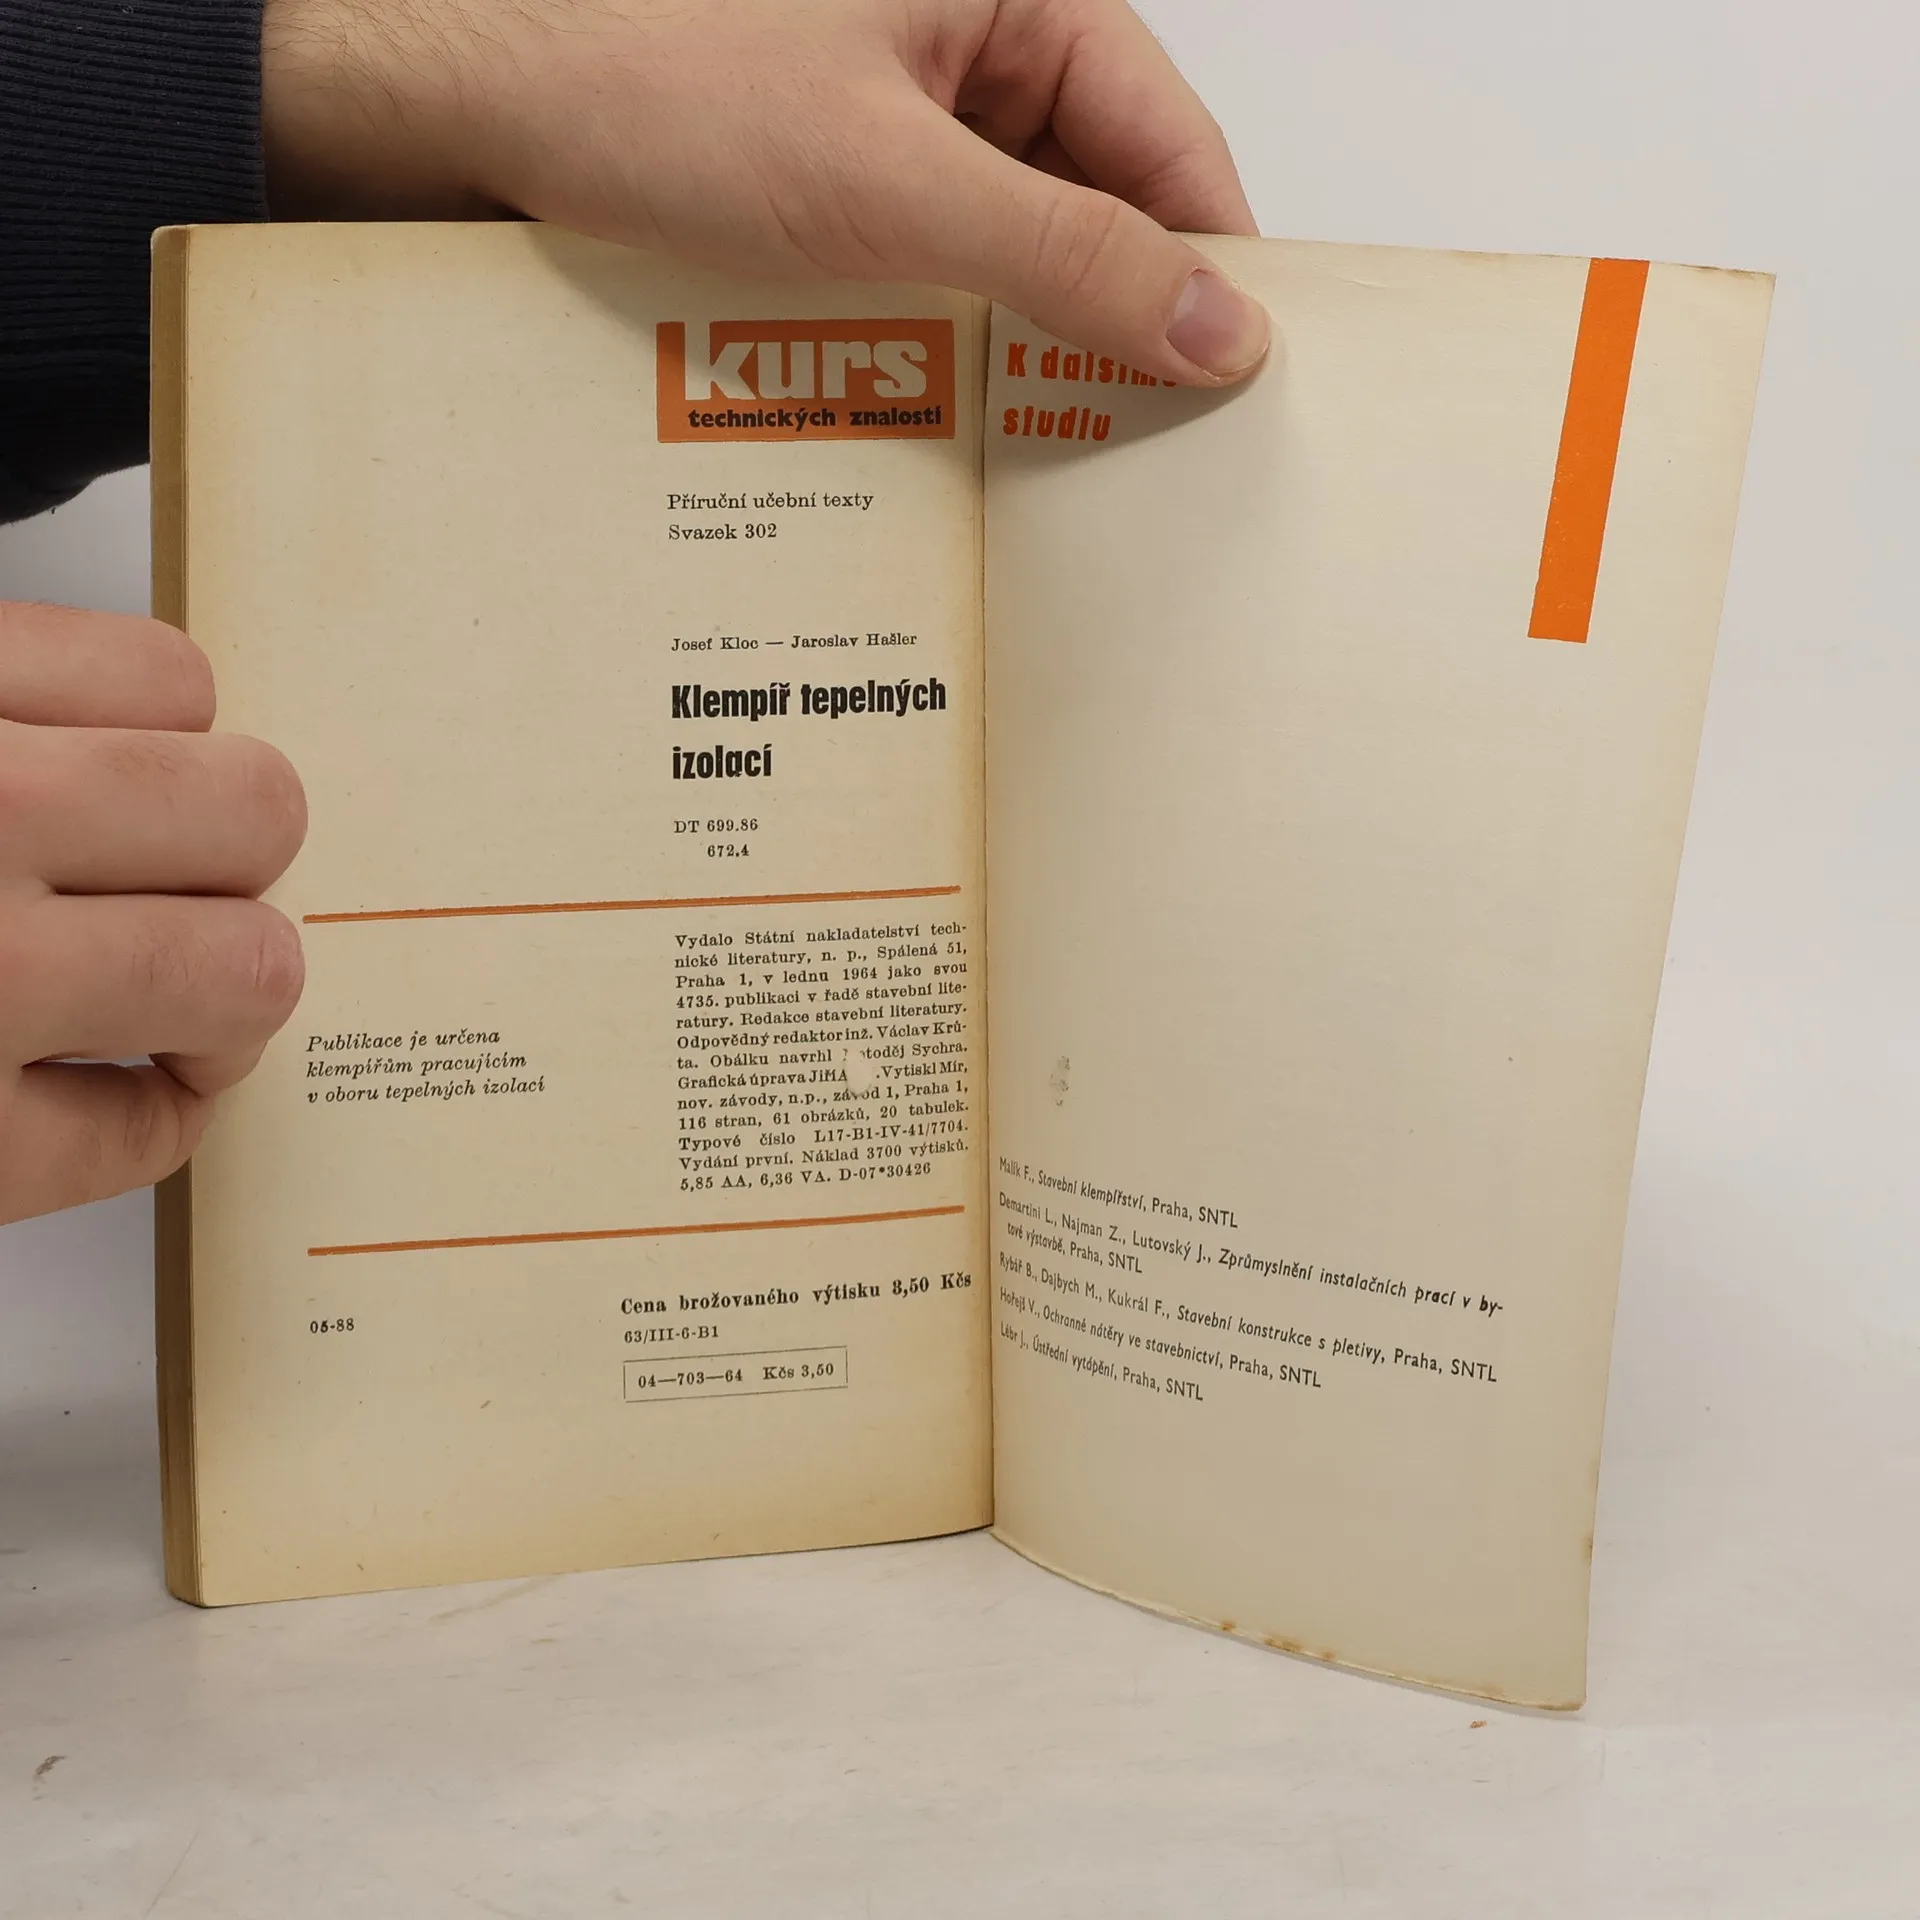 kurs
technických znalostí
Příruční učební texty
Svazek 302
Josef Kloc — Jaroslav Hašler
Klempíř tepelných
izolací
DT 699.86
672.4
Vydalo Státní nakladatelství tech-
nické literatury, n. p., Spálená 51,
Praha 1, v lednu 1964 jako svou
4735. publikaci v řadě stavební lite-
ratury. Redakce stavební literatury.
Odpovědný redaktor inž. Václav Krů-
ta. Obálku navrhl Sychra.
Grafická úprava Vytiskl Mír,
nov. závody, n.p., závod 1, Praha 1,
116 stran, 61 obrázků, 20 tabulek.
Typové číslo L17-B1-IV-41/7704.
Vydání první. Náklad 3700 výtisků.
5,85 AA, 6,36 VA. D-07*30426
Publikace je určena
klempířům pracujícím
v oboru tepelných izolací
05-88
Cena brožovaného výtisku 3,50 Kčs
63/III-6-B1
04—703—64 Kčs 3,50
K dalšímu
studiu
Malík F., Stavební klempířství, Praha, SNTL
Demartini L., Najman Z., Lutovský J., Zprůmyslnění instalačních prací v by-
tové výstavbě, Praha, SNTL
Rybář B., Dajbych M., Kukrál F., Stavební konstrukce s pletivy, Praha, SNTL
Hořejš V., Ochranné nátěry ve stavebnictví, Praha, SNTL
Lébr J., Ústřední vytápění, Praha, SNTL